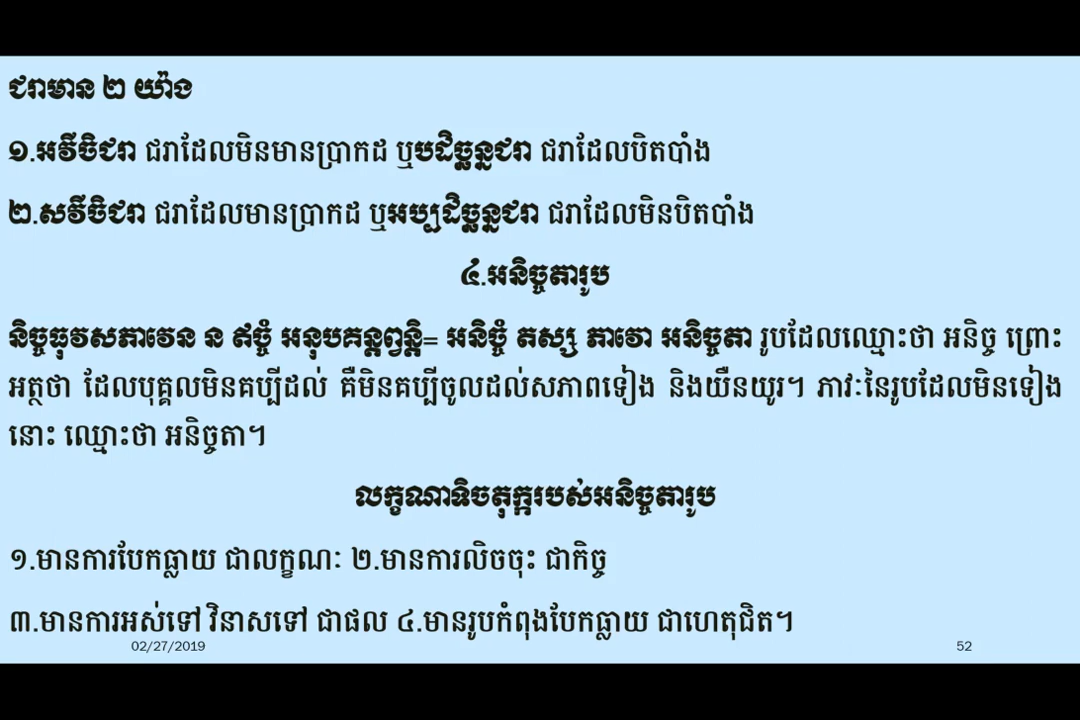 ជរាមាន ២ យ៉ាង
១.អវីចិជរា ជរាដែលមិនមានប្រាកដ ឬបដិច្ឆន្នជរា ជរាដែលបិតបាំង
២.សវីចិជរា ជរាដែលមានប្រាកដ ឬអប្បដិច្ឆន្នជរា ជរាដែលមិនបិតបាំង
៤.អនិច្ចតារូប
និច្ចធុវសភាវេន ន ឥច្ចំ អនុបគន្តព្វន្តិ= អនិច្ចំ តស្ស ភាវោ អនិច្ចតា រូបដែលឈ្មោះថា អនិច្ច ព្រោះ
អត្ថថា ដែលបុគ្គលមិនគប្បីដល់ គឺមិនគប្បីចូលដល់សភាពទៀង និងយឺនយូរ។ ភាវៈនៃរូបដែលមិនទៀង
នោះ ឈ្មោះថា អនិច្ចតា។
លក្ខណាទិចតុក្ករបស់អនិច្ចតារូប
១.មានការបែកធ្លាយ ជាលក្ខណៈ ២.មានការលិចចុះ ជាកិច្ច
៣.មានការអស់ទៅ វិនាសទៅ ជាផល ៤.មានរូបកំពុងបែកធ្លាយ ជាហេតុជិត។
02/27/2019 52